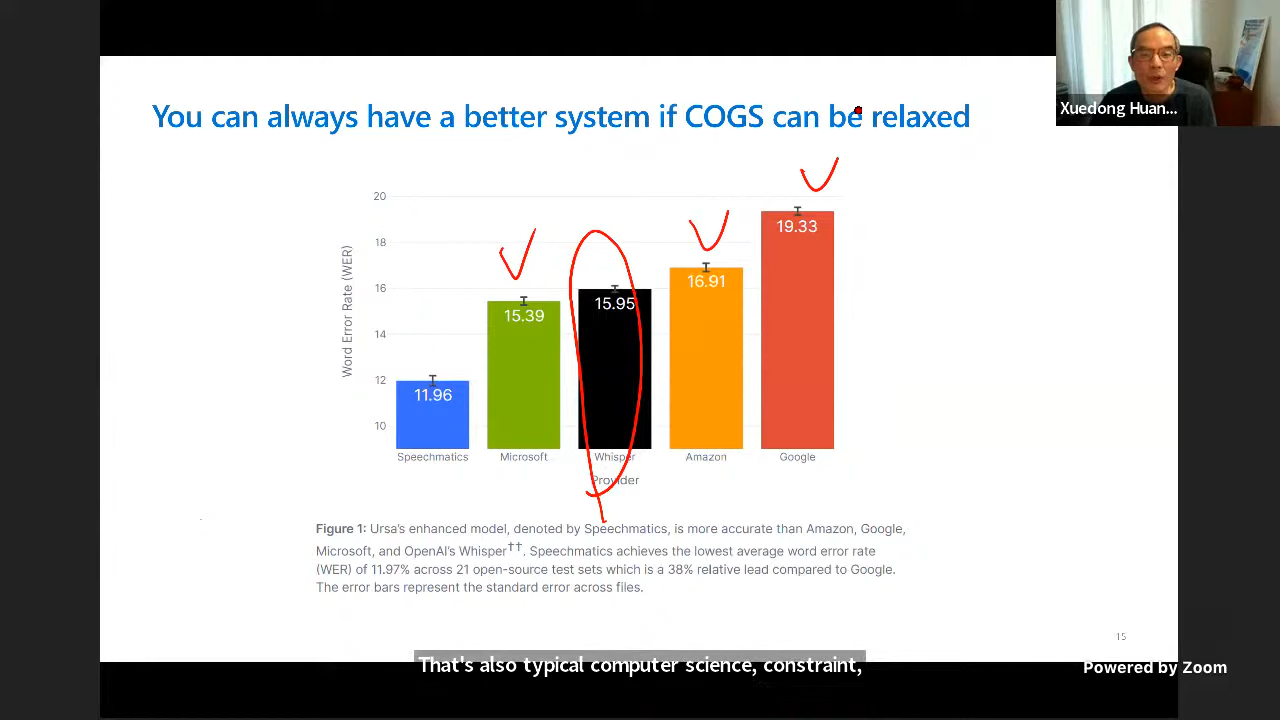 You can always have a better system if COGS can be relaxed
Xuedong Huan...
20
18
16
14
12
10
Word Error Rate (WER)
11.96
15.39
15.95
16.91
19.33
Speechmatics
Microsoft
Whisper
Amazon
Google
Provider
Figure 1: Ursa's enhanced model, denoted by Speechmatics, is more accurate than Amazon, Google,
Microsoft, and OpenAI's Whisper††. Speechmatics achieves the lowest average word error rate
(WER) of 11.97% across 21 open-source test sets which is a 38% relative lead compared to Google.
The error bars represent the standard error across files.
15
That's also typical computer science, constraint,
Powered by Zoom